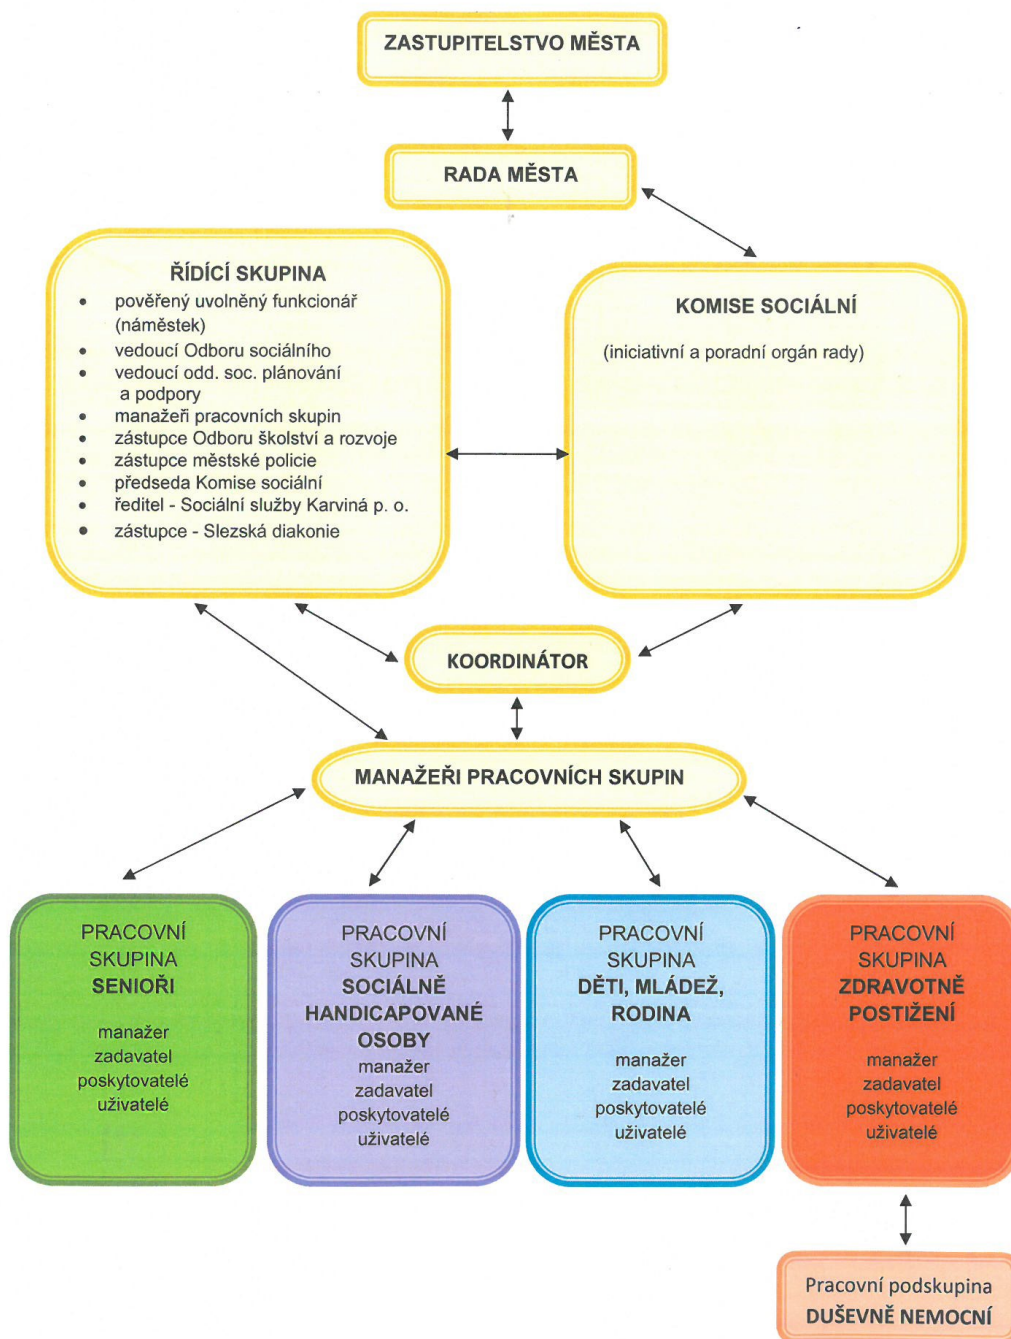 ZASTUPITELSTVO MĚSTA
RADA MĚSTA
ŘÍDÍCÍ SKUPINA
• pověřený uvolněný funkcionář
(náměstek)
• vedoucí Odboru sociálního
• vedoucí odd. soc. plánování
a podpory
• manažeři pracovních skupin
• zástupce Odboru školství a rozvoje
• zástupce městské policie
• předseda Komise sociální
• ředitel - Sociální služby Karviná p. o.
• zástupce - Slezská diakonie
KOMISE SOCIÁLNÍ
(iniciativní a poradní orgán rady)
KOORDINÁTOR
MANAŽEŘI PRACOVNÍCH SKUPIN
PRACOVNÍ
SKUPINA
SENIOŘI
manažer
zadavatel
poskytovatelé
uživatelé
PRACOVNÍ
SKUPINA
SOCIÁLNĚ
HANDICAPOVANÉ
OSOBY
manažer
zadavatel
poskytovatelé
uživatelé
PRACOVNÍ
SKUPINA
DĚTI, MLÁDEŽ,
RODINA
manažer
zadavatel
poskytovatelé
uživatelé
PRACOVNÍ
SKUPINA
ZDRAVOTNĚ
POSTIŽENÍ
manažer
zadavatel
poskytovatelé
uživatelé
Pracovní podskupina
DUŠEVNĚ NEMOCNÍ